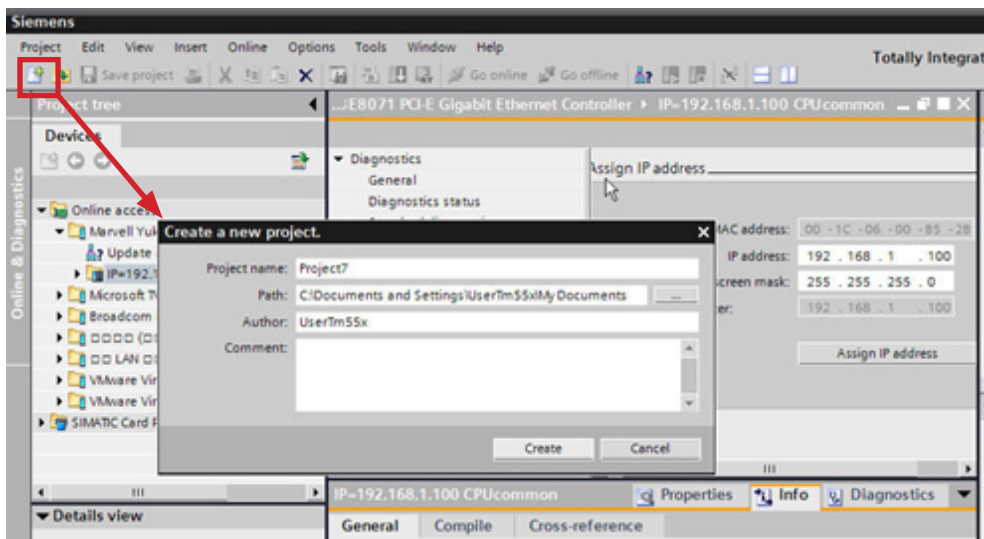 Siemens
Project Edit View Insert Online Options Tools Window Help
Save project Go online Go offline
Totally Integrat
Project tree
...JE8071 PCI-E Gigabit Ethernet Controller IP=192.168.1.100 CPUcommon
Devices
Online & Diagnostics
Online access
Marvell Yuk
Update
IP=192.1
Microsoft
Broadcom
LAN
VMware Vir
VMware Vir
SIMATIC Card
Diagnostics
General
Diagnostics status
Assign IP address
MAC address: 00 -1C -06 -00 -85 -28
IP address: 192 . 168 . 1 . 100
screen mask: 255 . 255 . 255 . 0
er: 192 . 168 . 1 . 100
Assign IP address
Create a new project.
Project name: Project7
Path: C:\Documents and Settings\UserTm55x\My Documents ...
Author: UserTm55x
Comment:
Create Cancel
IP=192.168.1.100 CPUcommon Properties Info Diagnostics
Details view
General Compile Cross-reference